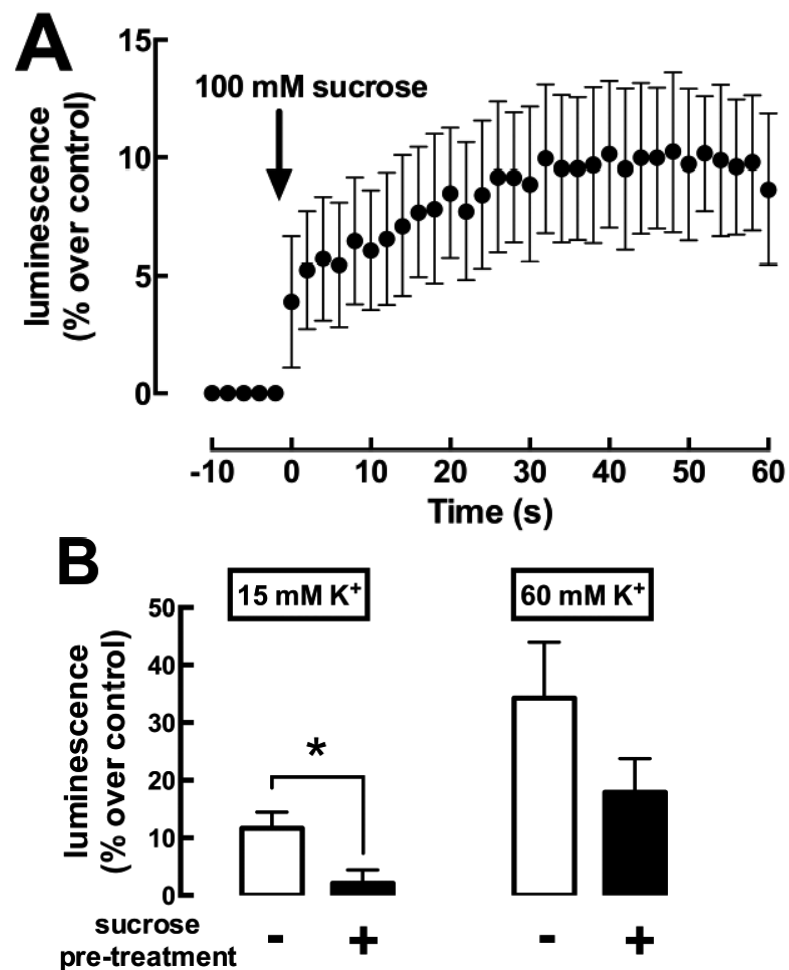 A
luminescence
(% over control)
15
10
5
0
100 mM sucrose
-10 0 10 20 30 40 50 60
Time (s)
B
15 mM K⁺ 60 mM K⁺
luminescence
(% over control)
50
40
30
20
10
0
*
sucrose
pre-treatment - + - +